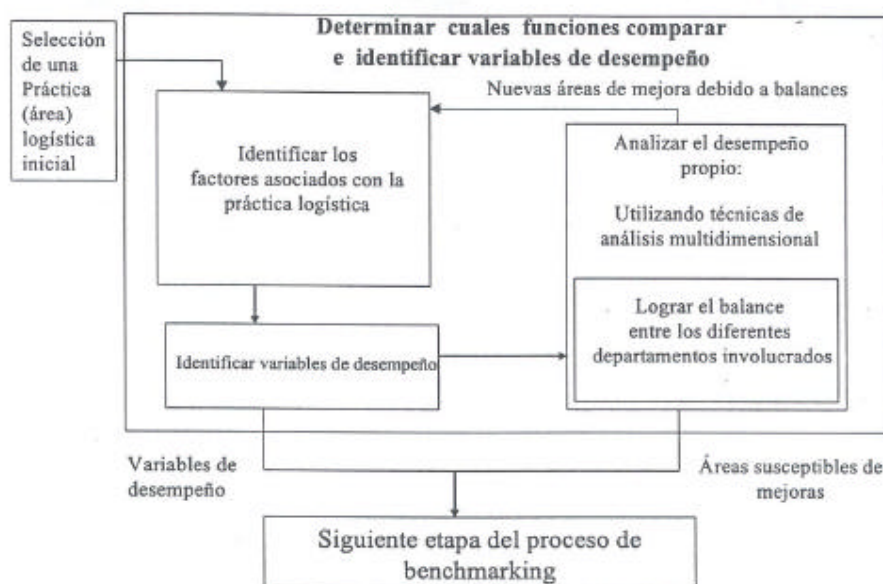 Selección
de una
Práctica
(área)
logística
inicial
Determinar cuales funciones comparar
e identificar variables de desempeño
Nuevas áreas de mejora debido a balances
Identificar los
factores asociados con la
práctica logística
Analizar el desempeño
propio:
Utilizando técnicas de
análisis multidimensional
Lograr el balance
entre los diferentes
departamentos involucrados
Identificar variables de desempeño
Variables de
desempeño
Áreas susceptibles de
mejoras
Siguiente etapa del proceso de
benchmarking